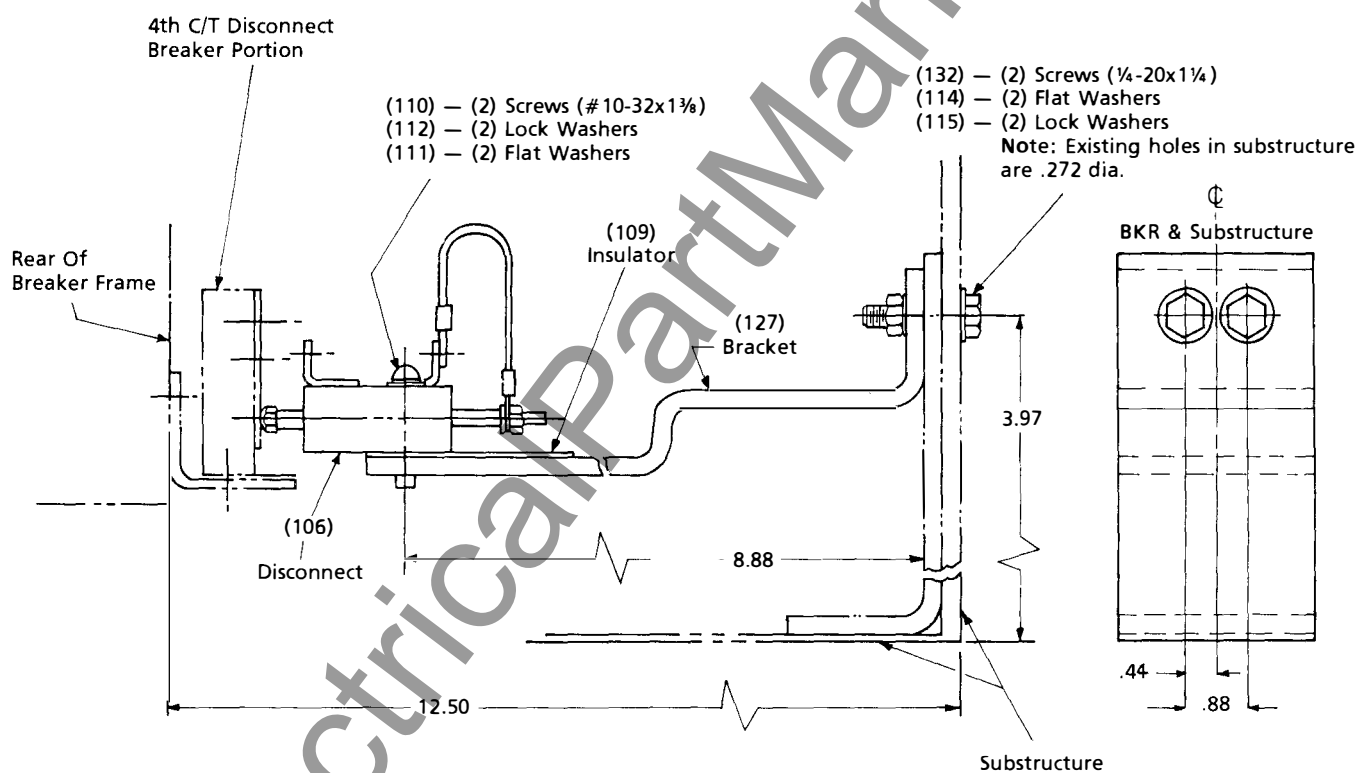 4th C/T Disconnect
Breaker Portion
(110) — (2) Screws (#10-32x1⅜)
(112) — (2) Lock Washers
(111) — (2) Flat Washers
(132) — (2) Screws (¼-20x1¼)
(114) — (2) Flat Washers
(115) — (2) Lock Washers
Note: Existing holes in substructure
are .272 dia.
℄
BKR & Substructure
Rear Of
Breaker Frame
(109)
Insulator
(127)
Bracket
3.97
(106)
Disconnect
8.88
.44
.88
12.50
Substructure
ctricalPartMan